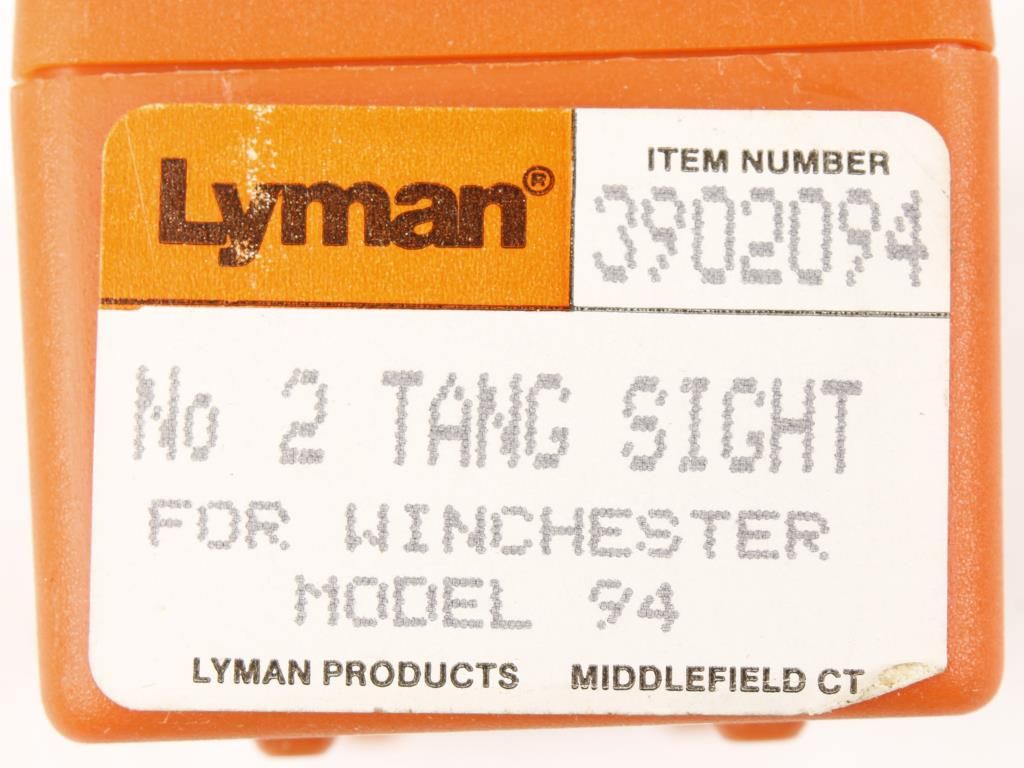 Lyman®
ITEM NUMBER
3902094
No 2 TANG SIGHT
FOR WINCHESTER
MODEL 94
LYMAN PRODUCTS MIDDLEFIELD CT